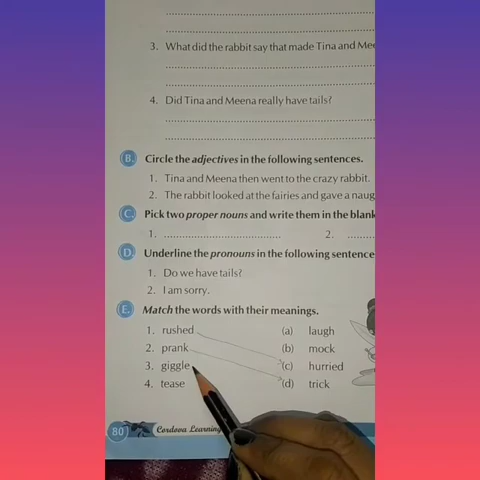 3. What did the rabbit say that made Tina and Mee
4. Did Tina and Meena really have tails?
B. Circle the adjectives in the following sentences.
1. Tina and Meena then went to the crazy rabbit.
2. The rabbit looked at the fairies and gave a naug
C. Pick two proper nouns and write them in the blank
1. 2.
D. Underline the pronouns in the following sentence
1. Do we have tails?
2. I am sorry.
E. Match the words with their meanings.
1. rushed (a) laugh
2. prank (b) mock
3. giggle (c) hurried
4. tease (d) trick
80 Cordova Learning